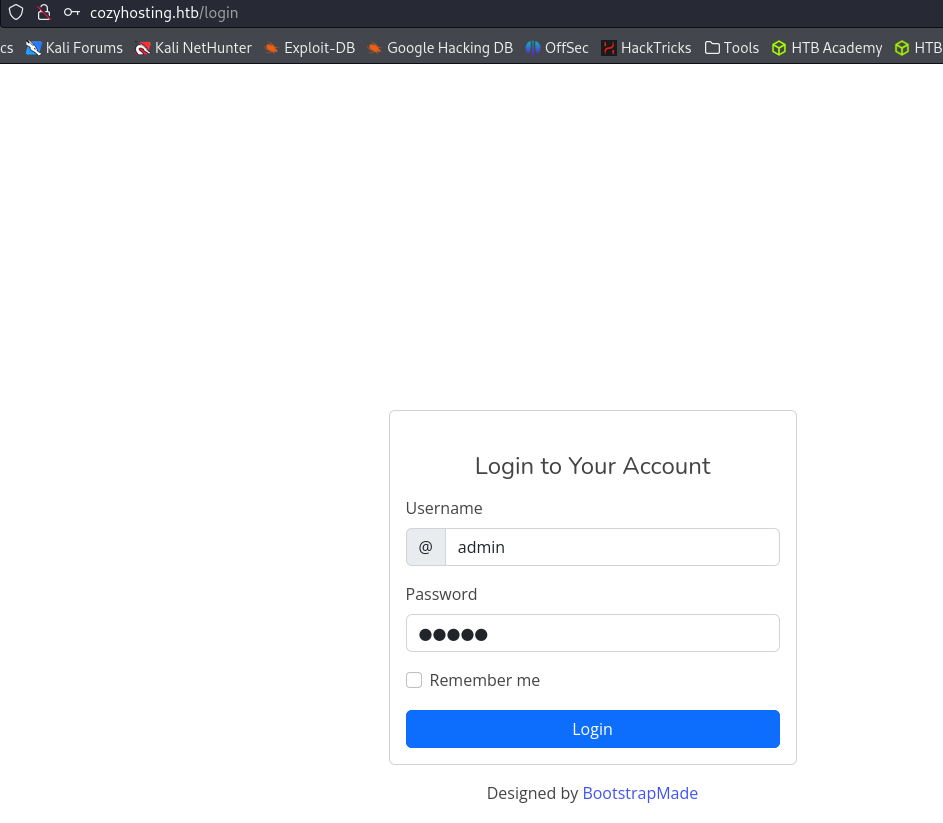 cozyhosting.htb/login
cs Kali Forums Kali NetHunter Exploit-DB Google Hacking DB OffSec HackTricks Tools HTB Academy HTB
Login to Your Account
Username
@ admin
Password
●●●●●
Remember me
Login
Designed by BootstrapMade